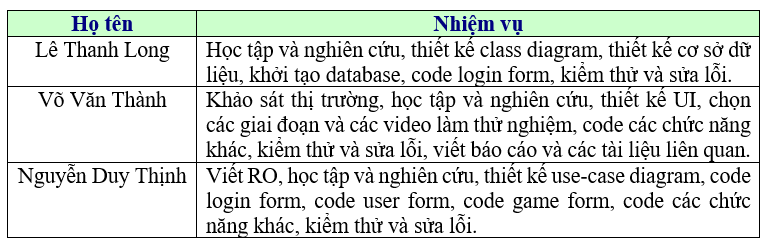 Họ tên Nhiệm vụ
Lê Thanh Long Học tập và nghiên cứu, thiết kế class diagram, thiết kế cơ sở dữ
liệu, khởi tạo database, code login form, kiểm thử và sửa lỗi.
Võ Văn Thành Khảo sát thị trường, học tập và nghiên cứu, thiết kế UI, chọn
các giai đoạn và các video làm thử nghiệm, code các chức năng
khác, kiểm thử và sửa lỗi, viết báo cáo và các tài liệu liên quan.
Nguyễn Duy Thịnh Viết RO, học tập và nghiên cứu, thiết kế use-case diagram, code
login form, code user form, code game form, code các chức
năng khác, kiểm thử và sửa lỗi.